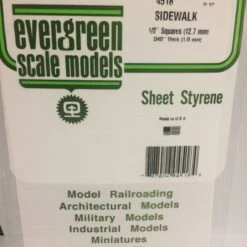 4518
SIDEWALK
1/2" Squares (12.7 mm)
.040" Thick (1.0 mm)
evergreen
scale models
Sheet Styrene
Made in U S A
Model Railroading
Architectural Models
Military Models
Industrial Models
Miniatures